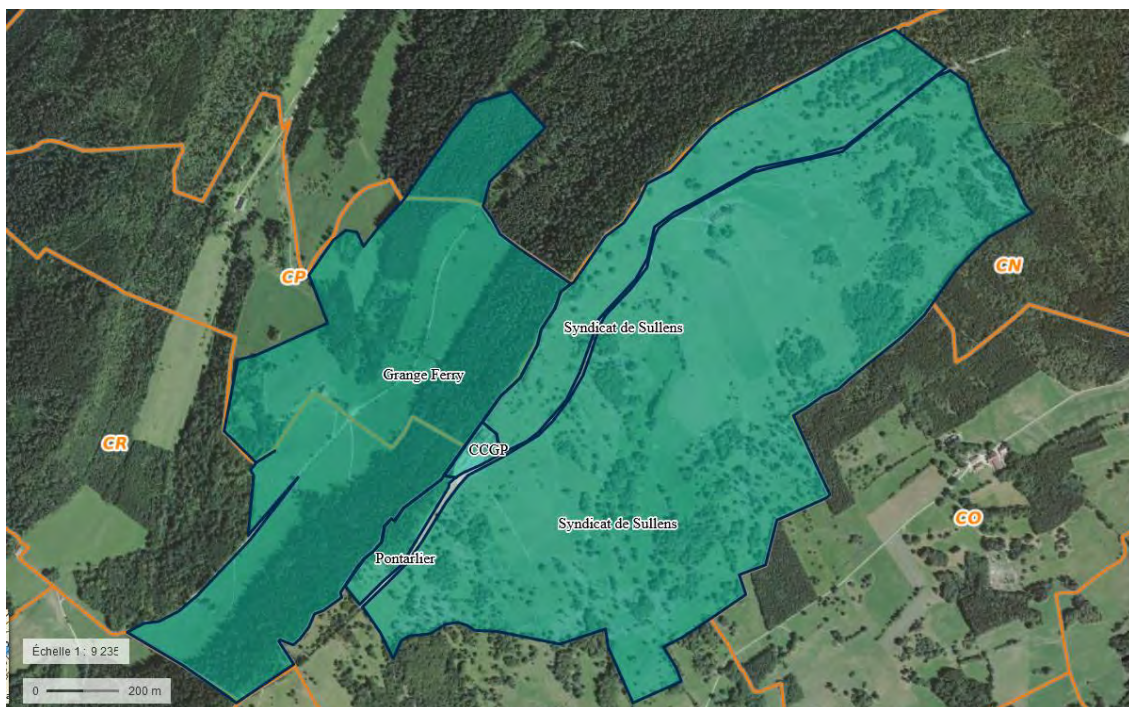 CP
CN
Syndicat de Sullens
Grange Ferry
CR
CCGP
CO
Syndicat de Sullens
Pontarlier
Échelle 1 : 9 235
0 200 m